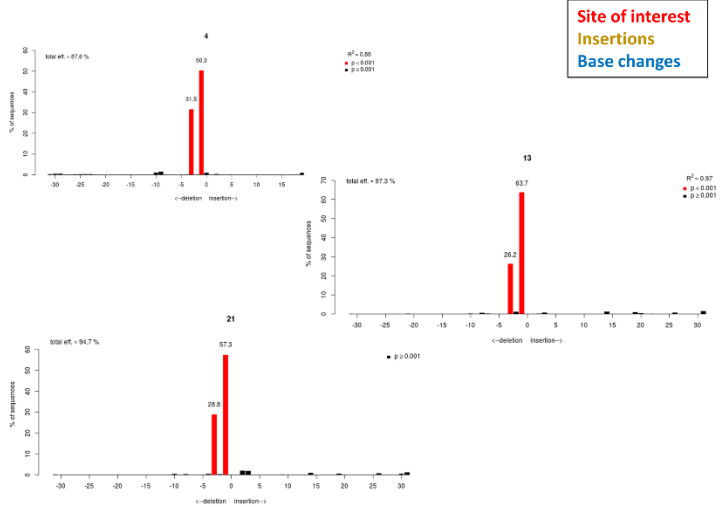 Site of interest
Insertions
Base changes
4
total eff. = 87.6 %
R² = 0.88
p < 0.001
p ≥ 0.001
50.3
31.5
% of sequences
0 10 20 30 40 50 60
-30 -25 -20 -15 -10 -5 0 5 10 15
<--deletion insertion-->
13
total eff. = 97.3 %
R² = 0.97
p < 0.001
p ≥ 0.001
63.7
26.2
% of sequences
0 10 20 30 40 50 60 70
-30 -25 -20 -15 -10 -5 0 5 10 15 20 25 30
<--deletion insertion-->
21
total eff. = 94.7 %
p ≥ 0.001
57.3
28.8
% of sequences
0 10 20 30 40 50 60
-30 -25 -20 -15 -10 -5 0 5 10 15 20 25 30
<--deletion insertion-->